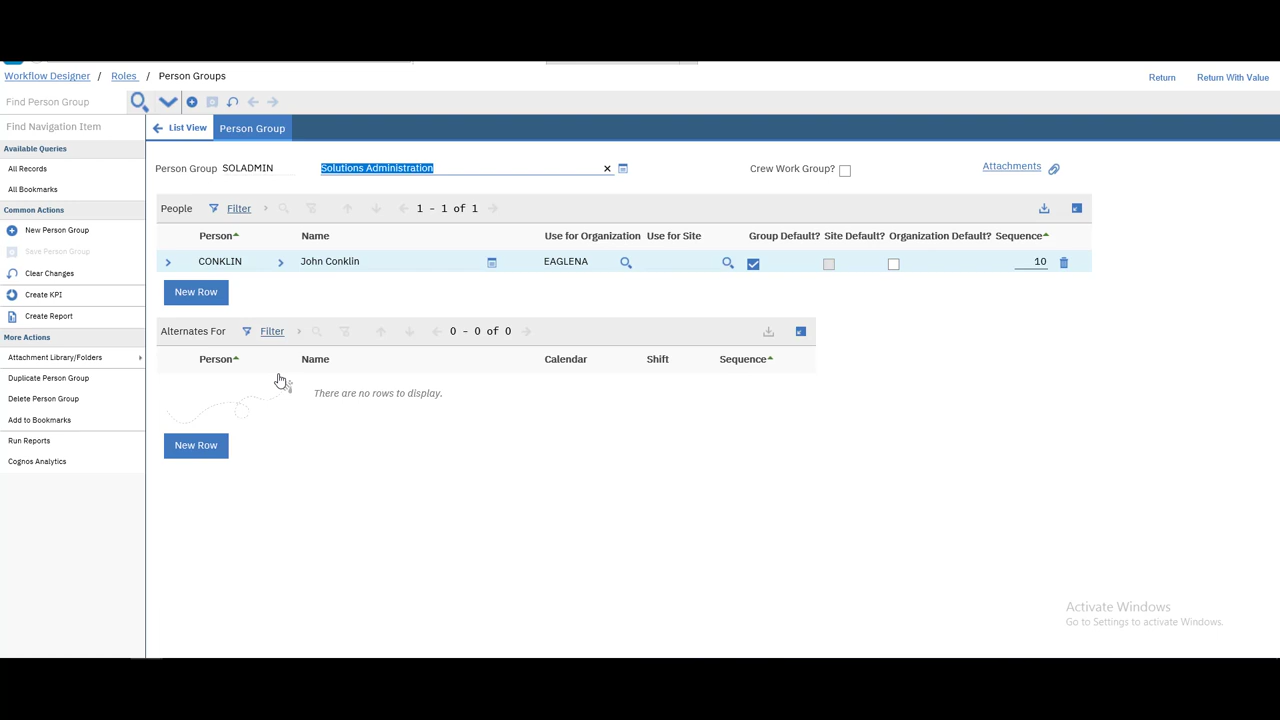 Workflow Designer / Roles / Person Groups
Return Return With Value
Find Person Group
Find Navigation Item
List View Person Group
Available Queries
All Records
All Bookmarks
Common Actions
New Person Group
Save Person Group
Clear Changes
Create KPI
Create Report
More Actions
Attachment Library/Folders
Duplicate Person Group
Delete Person Group
Add to Bookmarks
Run Reports
Cognos Analytics
Person Group SOLADMIN Solutions Administration Crew Work Group? Attachments
People Filter 1 - 1 of 1
Person Name Use for Organization Use for Site Group Default? Site Default? Organization Default? Sequence
CONKLIN John Conklin EAGLENA 10
New Row
Alternates For Filter 0 - 0 of 0
Person Name Calendar Shift Sequence
There are no rows to display.
New Row
Activate Windows
Go to Settings to activate Windows.